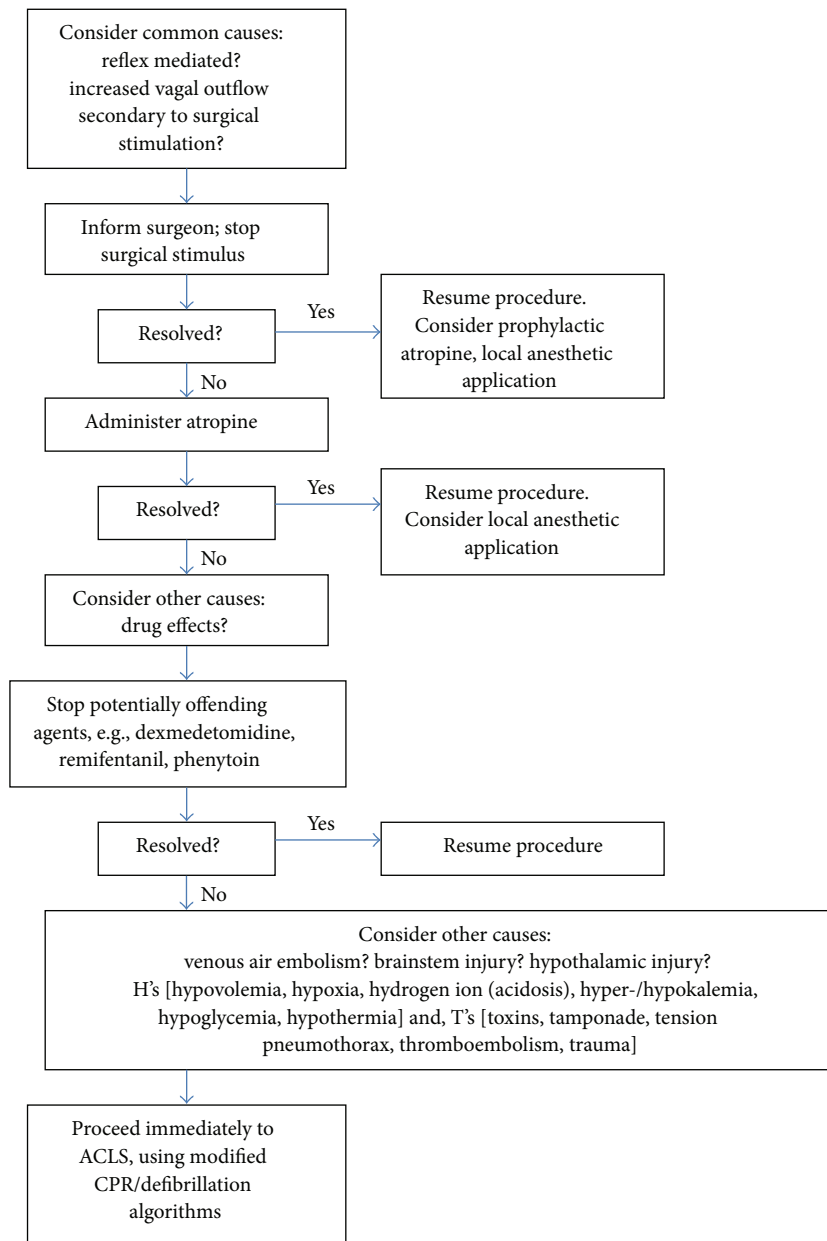 Consider common causes:
reflex mediated?
increased vagal outflow
secondary to surgical
stimulation?
Inform surgeon; stop
surgical stimulus
Resolved?
Yes
Resume procedure.
Consider prophylactic
atropine, local anesthetic
application
No
Administer atropine
Resolved?
Yes
Resume procedure.
Consider local anesthetic
application
No
Consider other causes:
drug effects?
Stop potentially offending
agents, e.g., dexmedetomidine,
remifentanil, phenytoin
Resolved?
Yes
Resume procedure
No
Consider other causes:
venous air embolism? brainstem injury? hypothalamic injury?
H's [hypovolemia, hypoxia, hydrogen ion (acidosis), hyper-/hypokalemia,
hypoglycemia, hypothermia] and, T's [toxins, tamponade, tension
pneumothorax, thromboembolism, trauma]
Proceed immediately to
ACLS, using modified
CPR/defibrillation
algorithms